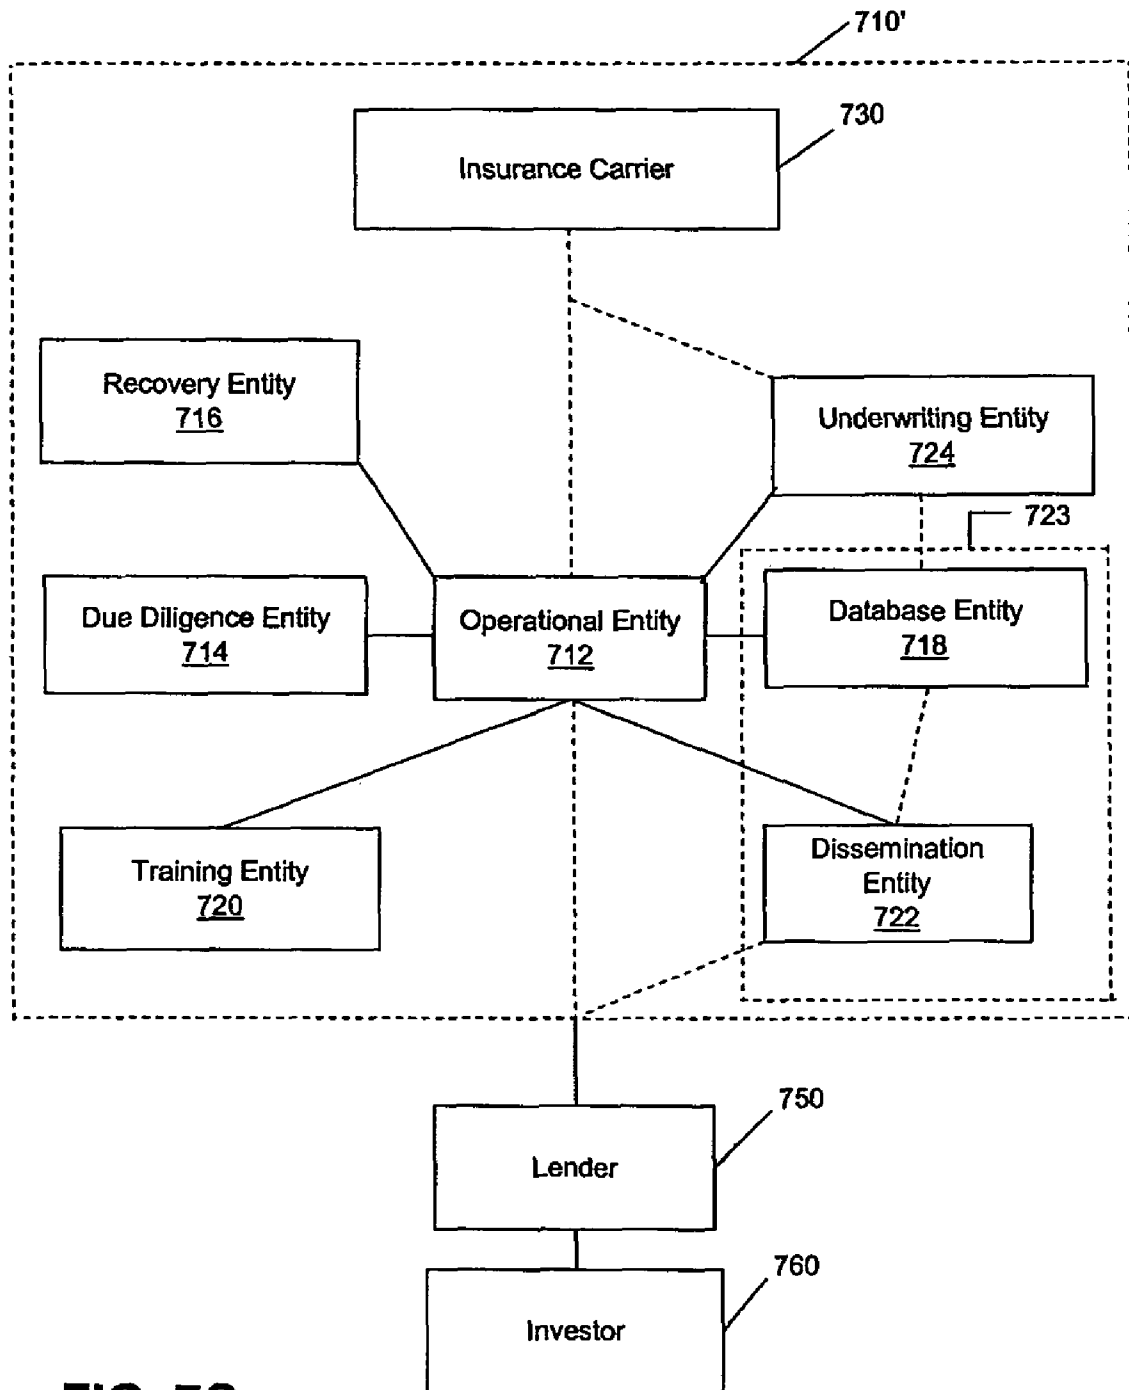 710'
730
Insurance Carrier
Recovery Entity
716
Underwriting Entity
724
723
Due Diligence Entity
714
Operational Entity
712
Database Entity
718
Training Entity
720
Dissemination
Entity
722
750
Lender
760
Investor